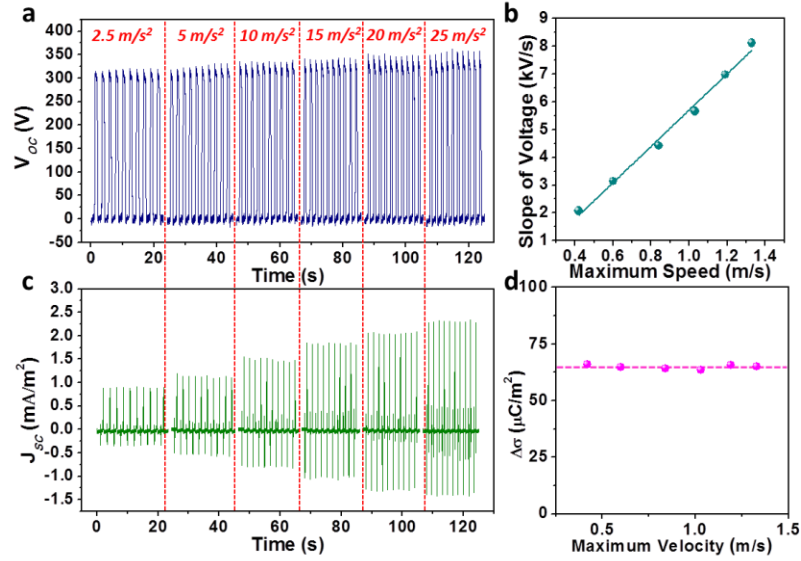 a
2.5 m/s² 5 m/s² 10 m/s² 15 m/s² 20 m/s² 25 m/s²
400
350
300
250
200
150
100
50
0
-50
V_OC (V)
0 20 40 60 80 100 120
Time (s)
b
9
8
7
6
5
4
3
2
1
Slope of Voltage (kV/s)
0.4 0.6 0.8 1.0 1.2 1.4
Maximum Speed (m/s)
c
3.0
2.5
2.0
1.5
1.0
0.5
0.0
-0.5
-1.0
-1.5
J_SC (mA/m²)
0 20 40 60 80 100 120
Time (s)
d
100
75
50
25
0
Δσ (μC/m²)
0.5 1.0 1.5
Maximum Velocity (m/s)